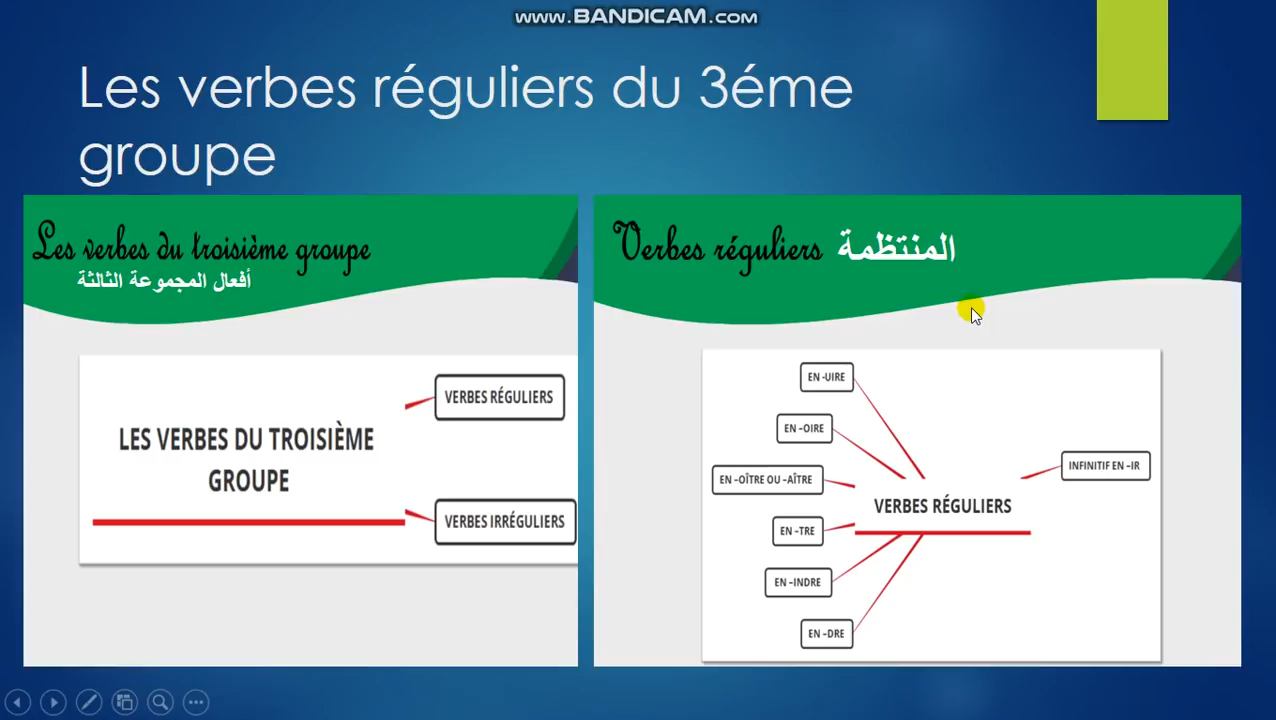 www.BANDICAM.com
Les verbes réguliers du 3éme
groupe
Les verbes du troisième groupe
أفعال المجموعة الثالثة
LES VERBES DU TROISIÈME
GROUPE
VERBES RÉGULIERS
VERBES IRRÉGULIERS
Verbes réguliers المنتظمة
EN -UIRE
EN –OIRE
EN –OÎTRE OU –AÎTRE
EN –TRE
EN –INDRE
EN –DRE
VERBES RÉGULIERS
INFINITIF EN –IR